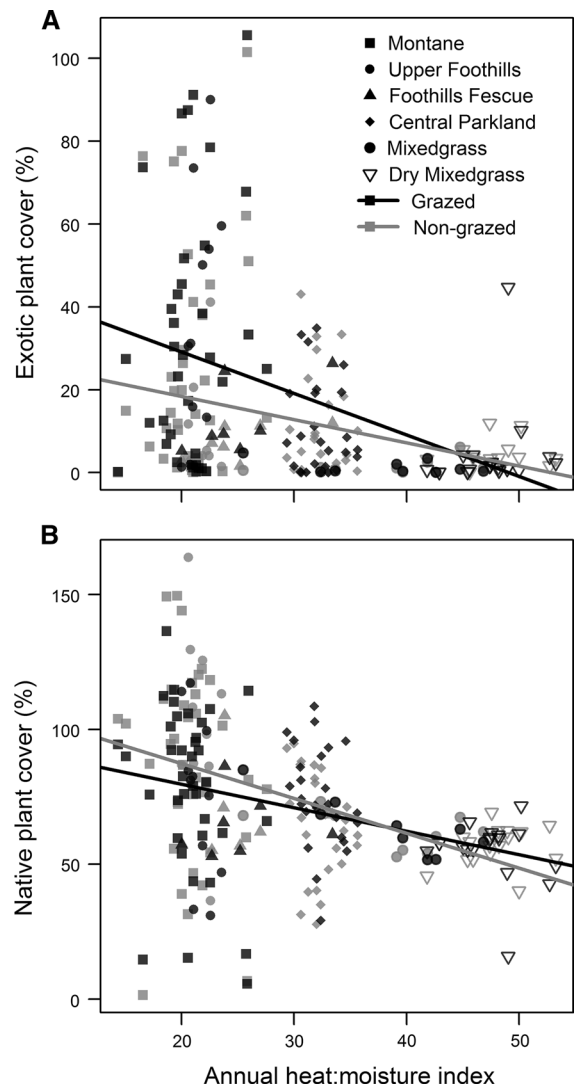 A
Exotic plant cover (%)
100
80
60
40
20
0
Montane
Upper Foothills
Foothills Fescue
Central Parkland
Mixedgrass
Dry Mixedgrass
Grazed
Non-grazed
B
Native plant cover (%)
150
100
50
0
20 30 40 50
Annual heat:moisture index